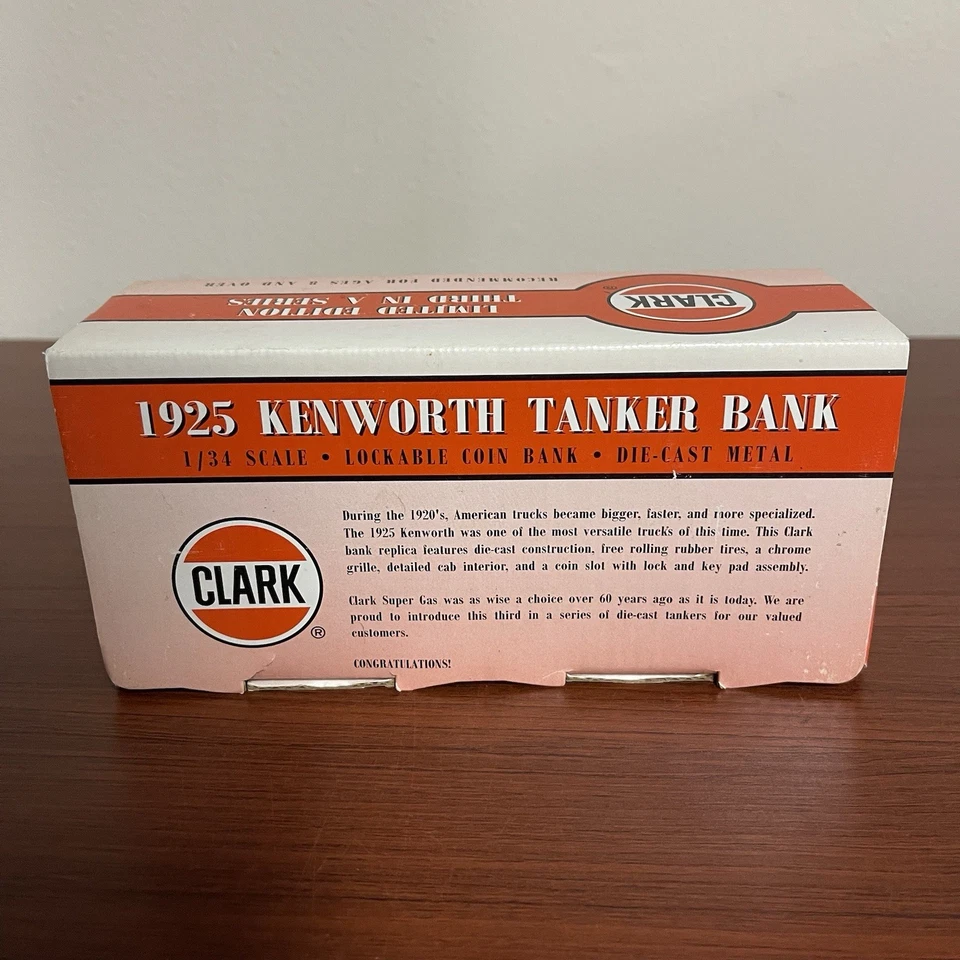 RECOMMENDED FOR AGES 8 AND OVER
LIMITED EDITION
THIRD IN A SERIES
CLARK
®
1925 KENWORTH TANKER BANK
1/34 SCALE • LOCKABLE COIN BANK • DIE-CAST METAL
During the 1920's, American trucks became bigger, faster, and more specialized.
The 1925 Kenworth was one of the most versatile trucks of this time. This Clark
bank replica features die-cast construction, free rolling rubber tires, a chrome
grille, detailed cab interior, and a coin slot with lock and key pad assembly.
Clark Super Gas was as wise a choice over 60 years ago as it is today. We are
proud to introduce this third in a series of die-cast tankers for our valued
customers.
CONGRATULATIONS!
CLARK
®